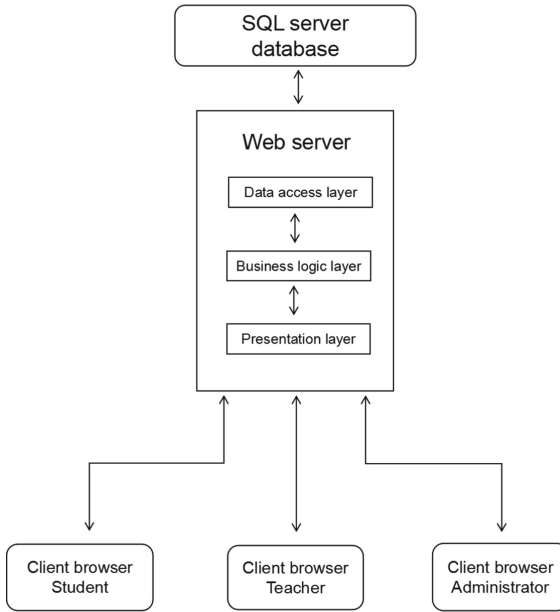 SQL server
database
Web server
Data access layer
Business logic layer
Presentation layer
Client browser
Student
Client browser
Teacher
Client browser
Administrator